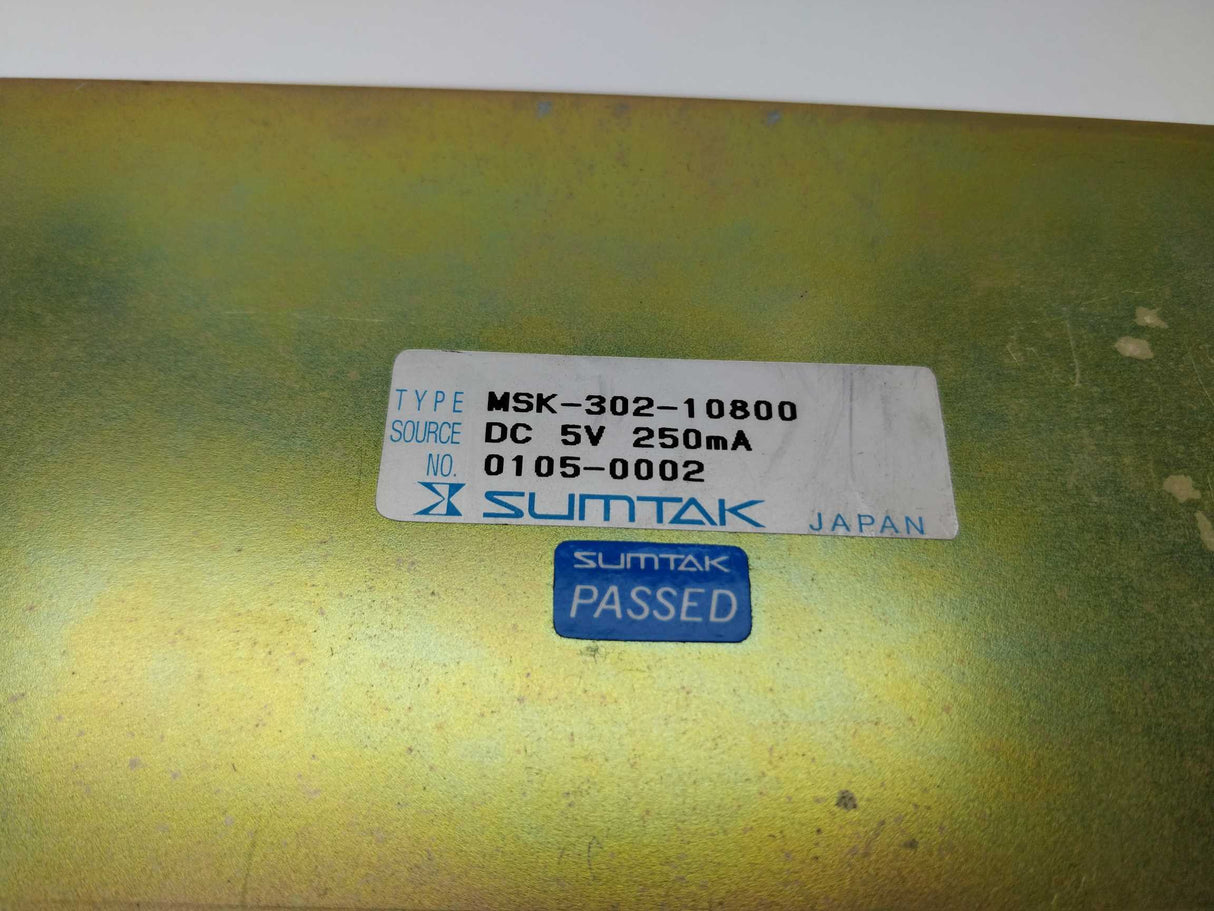 TYPE MSK-302-10800
SOURCE DC 5V 250mA
NO. 0105-0002
SUMTAK JAPAN
SUMTAK
PASSED